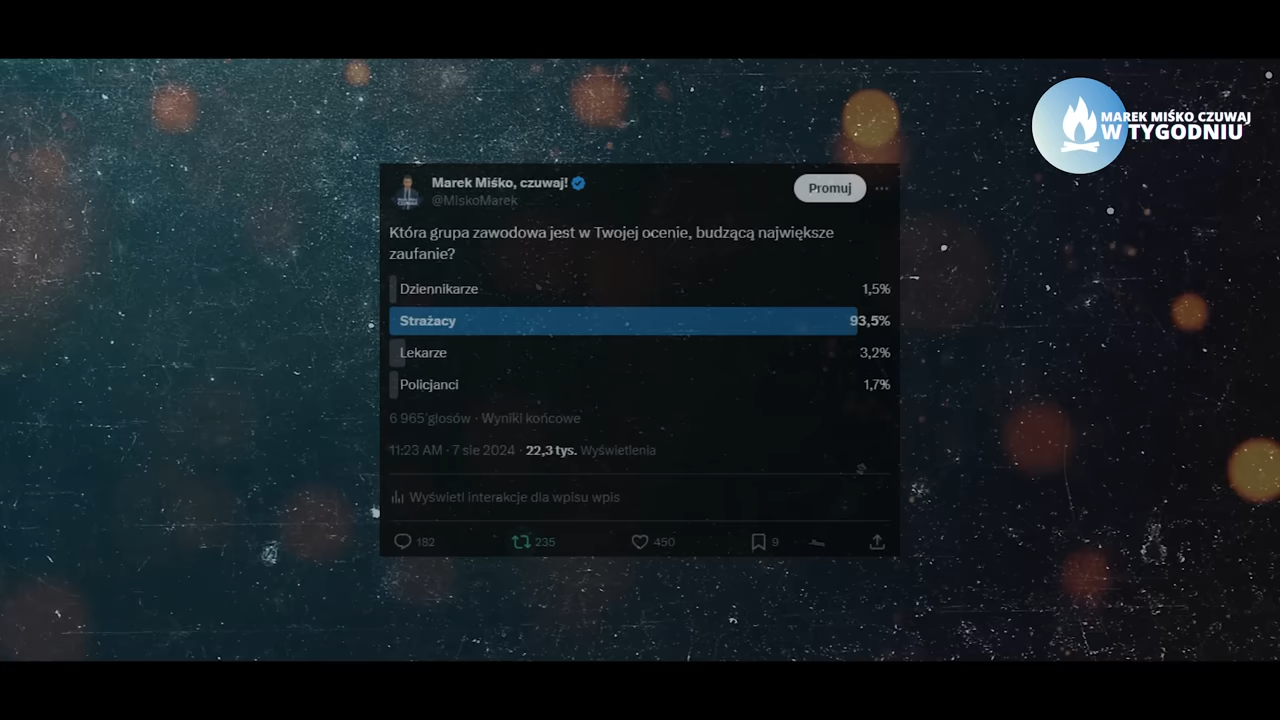 MAREK MIŚKO CZUWAJ
W TYGODNIU
Marek Miśko, czuwaj!
@MiskoMarek
Promuj
Która grupa zawodowa jest w Twojej ocenie, budzącą największe
zaufanie?
Dziennikarze 1,5%
Strażacy 93,5%
Lekarze 3,2%
Policjanci 1,7%
6 965 głosów · Wyniki końcowe
11:23 AM · 7 sie 2024 · 22,3 tys. Wyświetlenia
Wyświetl interakcje dla wpisu wpis
182 235 450 9